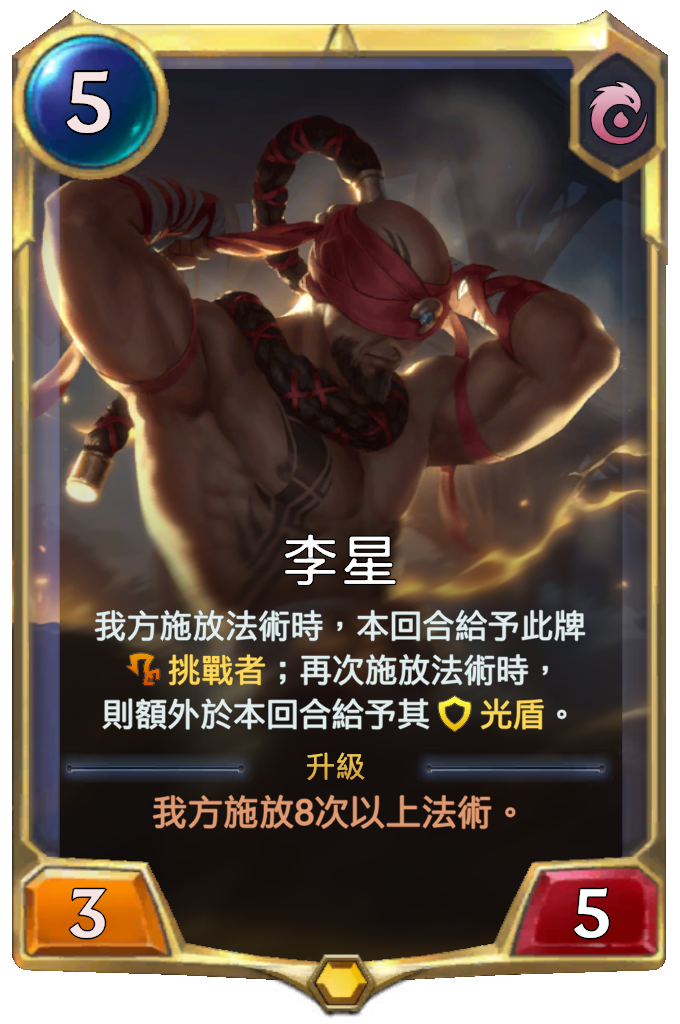 5
李星
我方施放法術時，本回合給予此牌
挑戰者；再次施放法術時，
則額外於本回合給予其 光盾。
升級
我方施放8次以上法術。
3
5